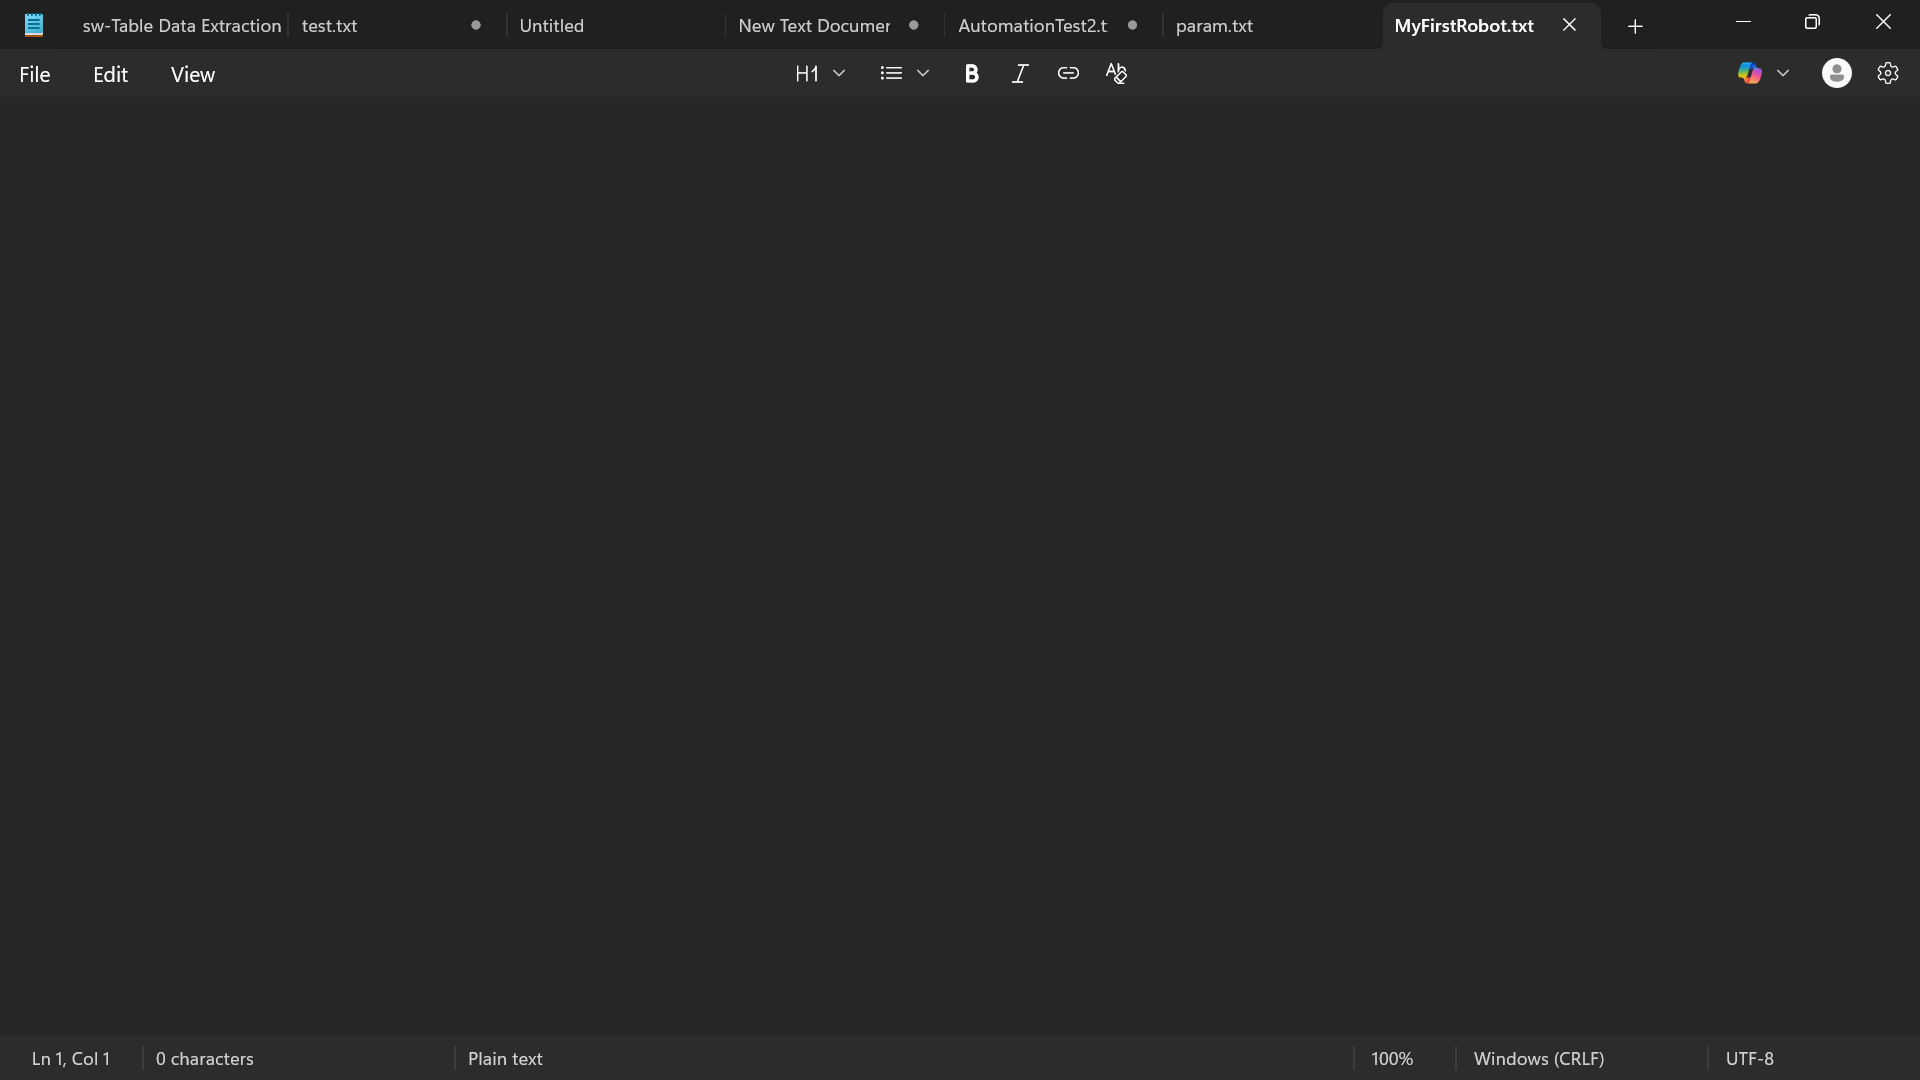 sw-Table Data Extraction test.txt Untitled New Text Documer AutomationTest2.t param.txt MyFirstRobot.txt
File Edit View H1 B I
Ln 1, Col 1 0 characters Plain text 100% Windows (CRLF) UTF-8